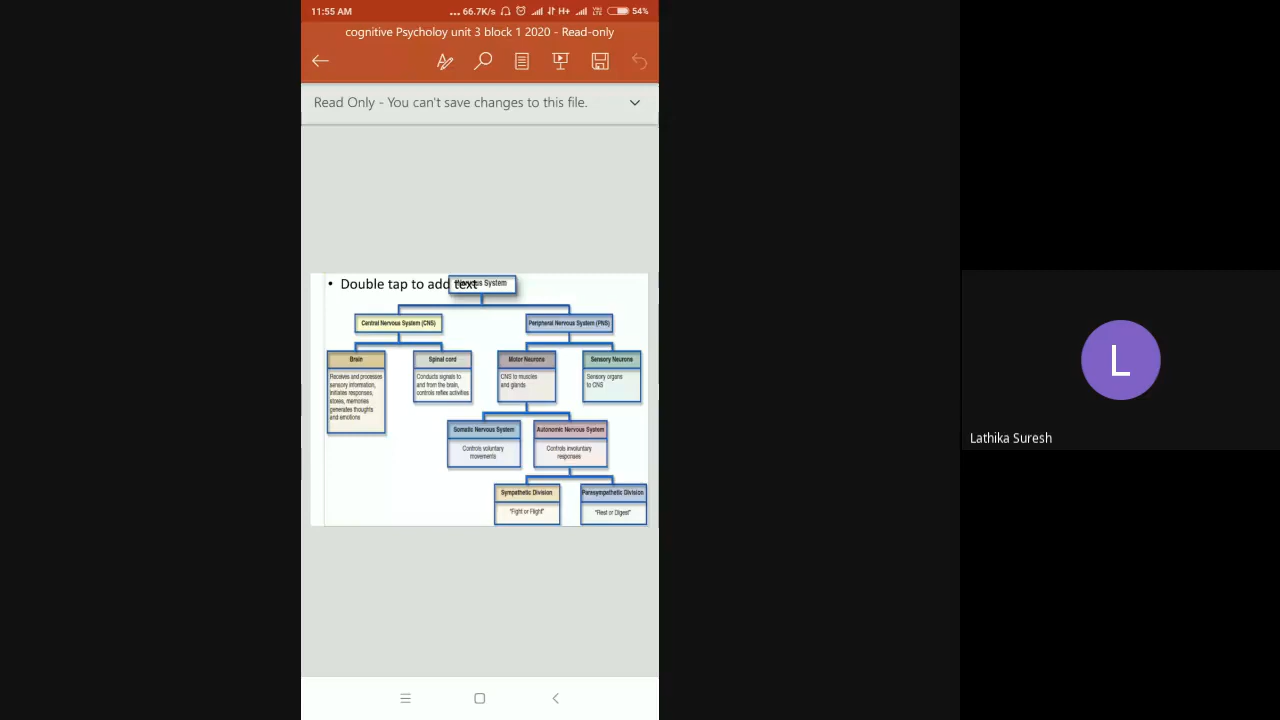 11:55 AM
... 66.7K/s H+ 54%
cognitive Psycholoy unit 3 block 1 2020 - Read-only
Read Only - You can't save changes to this file.
• Double tap to add text
System
Central Nervous System (CNS)
Peripheral Nervous System (PNS)
Brain
Receives and processes
sensory information,
initiates responses,
stores, memories
generates thoughts
and emotions
Spinal cord
Conducts signals to
and from the brain,
controls reflex activities
Motor Neurons
CNS to muscles
and glands
Sensory Neurons
Sensory organs
to CNS
Somatic Nervous System
Controls voluntary
movements
Autonomic Nervous System
Controls involuntary
responses
Sympathetic Division
"Fight or Flight"
Parasympathetic Division
"Rest or Digest"
L
Lathika Suresh